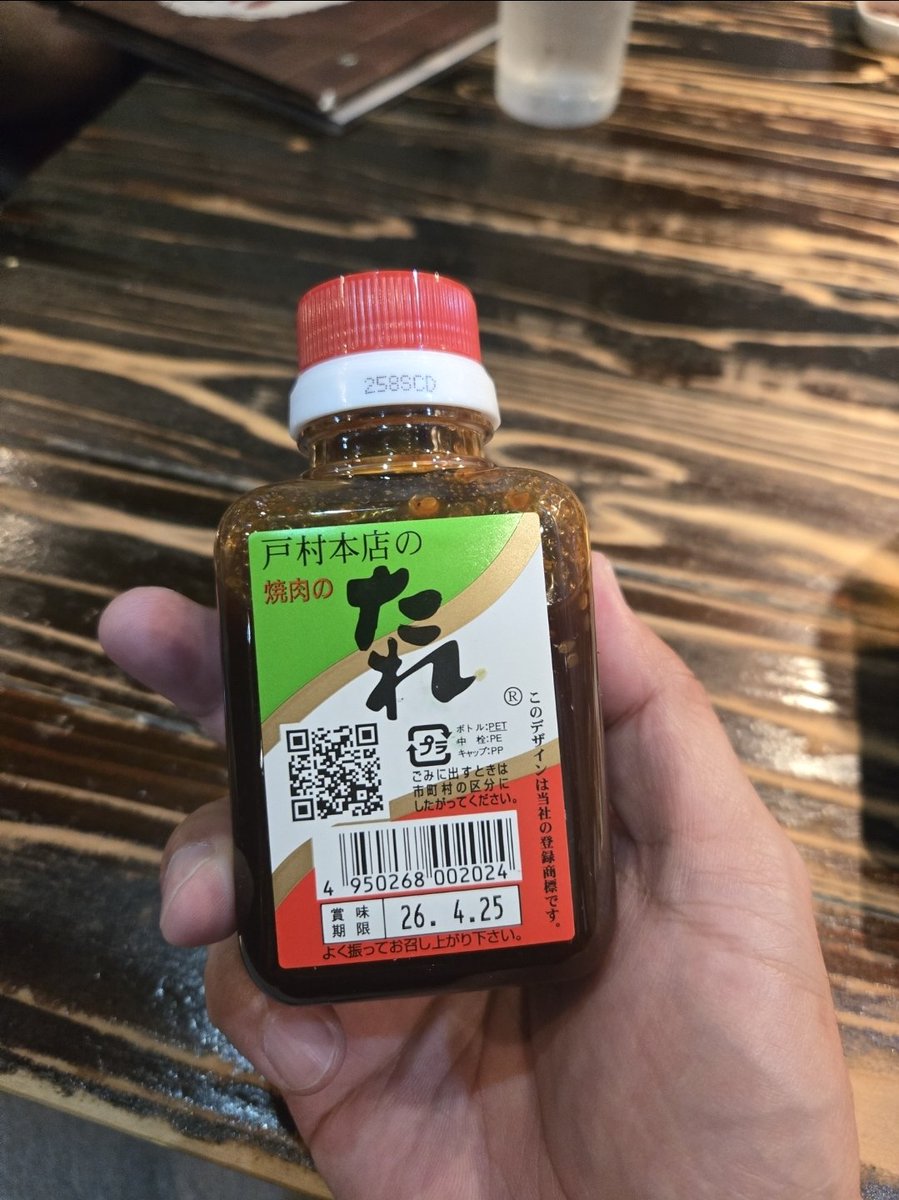 258SCD
戸村本店の
焼肉の
たれ
®
このデザインは当社の登録商標です。
プラ
ボトル:PET
中 栓:PE
キャップ:PP
ごみに出すときは
市町村の区分に
したがってください。
4 950268 002024
賞味期限
26. 4.25
よく振ってお召し上がり下さい。